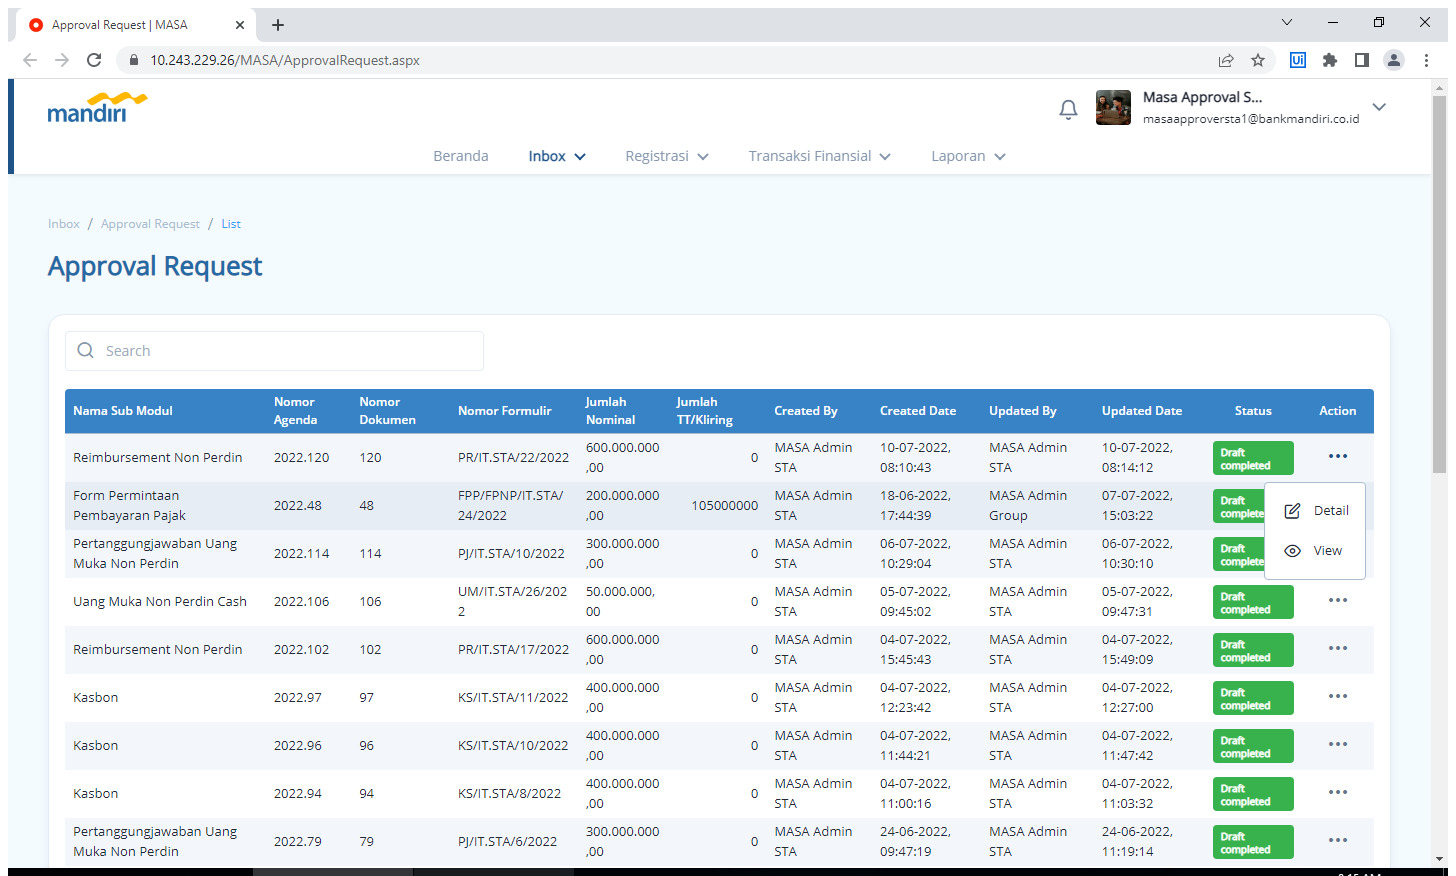 Approval Request | MASA
10.243.229.26/MASA/ApprovalRequest.aspx
Ui
mandırı
Masa Approval S...
masaapproversta1@bankmandiri.co.id
Beranda Inbox Registrasi Transaksi Finansial Laporan
Inbox / Approval Request / List
Approval Request
Search
Nama Sub Modul Nomor Agenda Nomor Dokumen Nomor Formulir Jumlah Nominal Jumlah TT/Kliring Created By Created Date Updated By Updated Date Status Action
Reimbursement Non Perdin 2022.120 120 PR/IT.STA/22/2022 600.000.000,00 0 MASA Admin STA 10-07-2022, 08:10:43 MASA Admin STA 10-07-2022, 08:14:12 Draft completed
Form Permintaan Pembayaran Pajak 2022.48 48 FPP/FPNP/IT.STA/24/2022 200.000.000,00 105000000 MASA Admin STA 18-06-2022, 17:44:39 MASA Admin Group 07-07-2022, 15:03:22 Draft complete
Detail
View
Pertanggungjawaban Uang Muka Non Perdin 2022.114 114 PJ/IT.STA/10/2022 300.000.000,00 0 MASA Admin STA 06-07-2022, 10:29:04 MASA Admin STA 06-07-2022, 10:30:10 Draft complete
Uang Muka Non Perdin Cash 2022.106 106 UM/IT.STA/26/2022 50.000.000,00 0 MASA Admin STA 05-07-2022, 09:45:02 MASA Admin STA 05-07-2022, 09:47:31 Draft completed
Reimbursement Non Perdin 2022.102 102 PR/IT.STA/17/2022 600.000.000,00 0 MASA Admin STA 04-07-2022, 15:45:43 MASA Admin STA 04-07-2022, 15:49:09 Draft completed
Kasbon 2022.97 97 KS/IT.STA/11/2022 400.000.000,00 0 MASA Admin STA 04-07-2022, 12:23:42 MASA Admin STA 04-07-2022, 12:27:00 Draft completed
Kasbon 2022.96 96 KS/IT.STA/10/2022 400.000.000,00 0 MASA Admin STA 04-07-2022, 11:44:21 MASA Admin STA 04-07-2022, 11:47:42 Draft completed
Kasbon 2022.94 94 KS/IT.STA/8/2022 400.000.000,00 0 MASA Admin STA 04-07-2022, 11:00:16 MASA Admin STA 04-07-2022, 11:03:32 Draft completed
Pertanggungjawaban Uang Muka Non Perdin 2022.79 79 PJ/IT.STA/6/2022 300.000.000,00 0 MASA Admin STA 24-06-2022, 09:47:19 MASA Admin STA 24-06-2022, 11:19:14 Draft completed